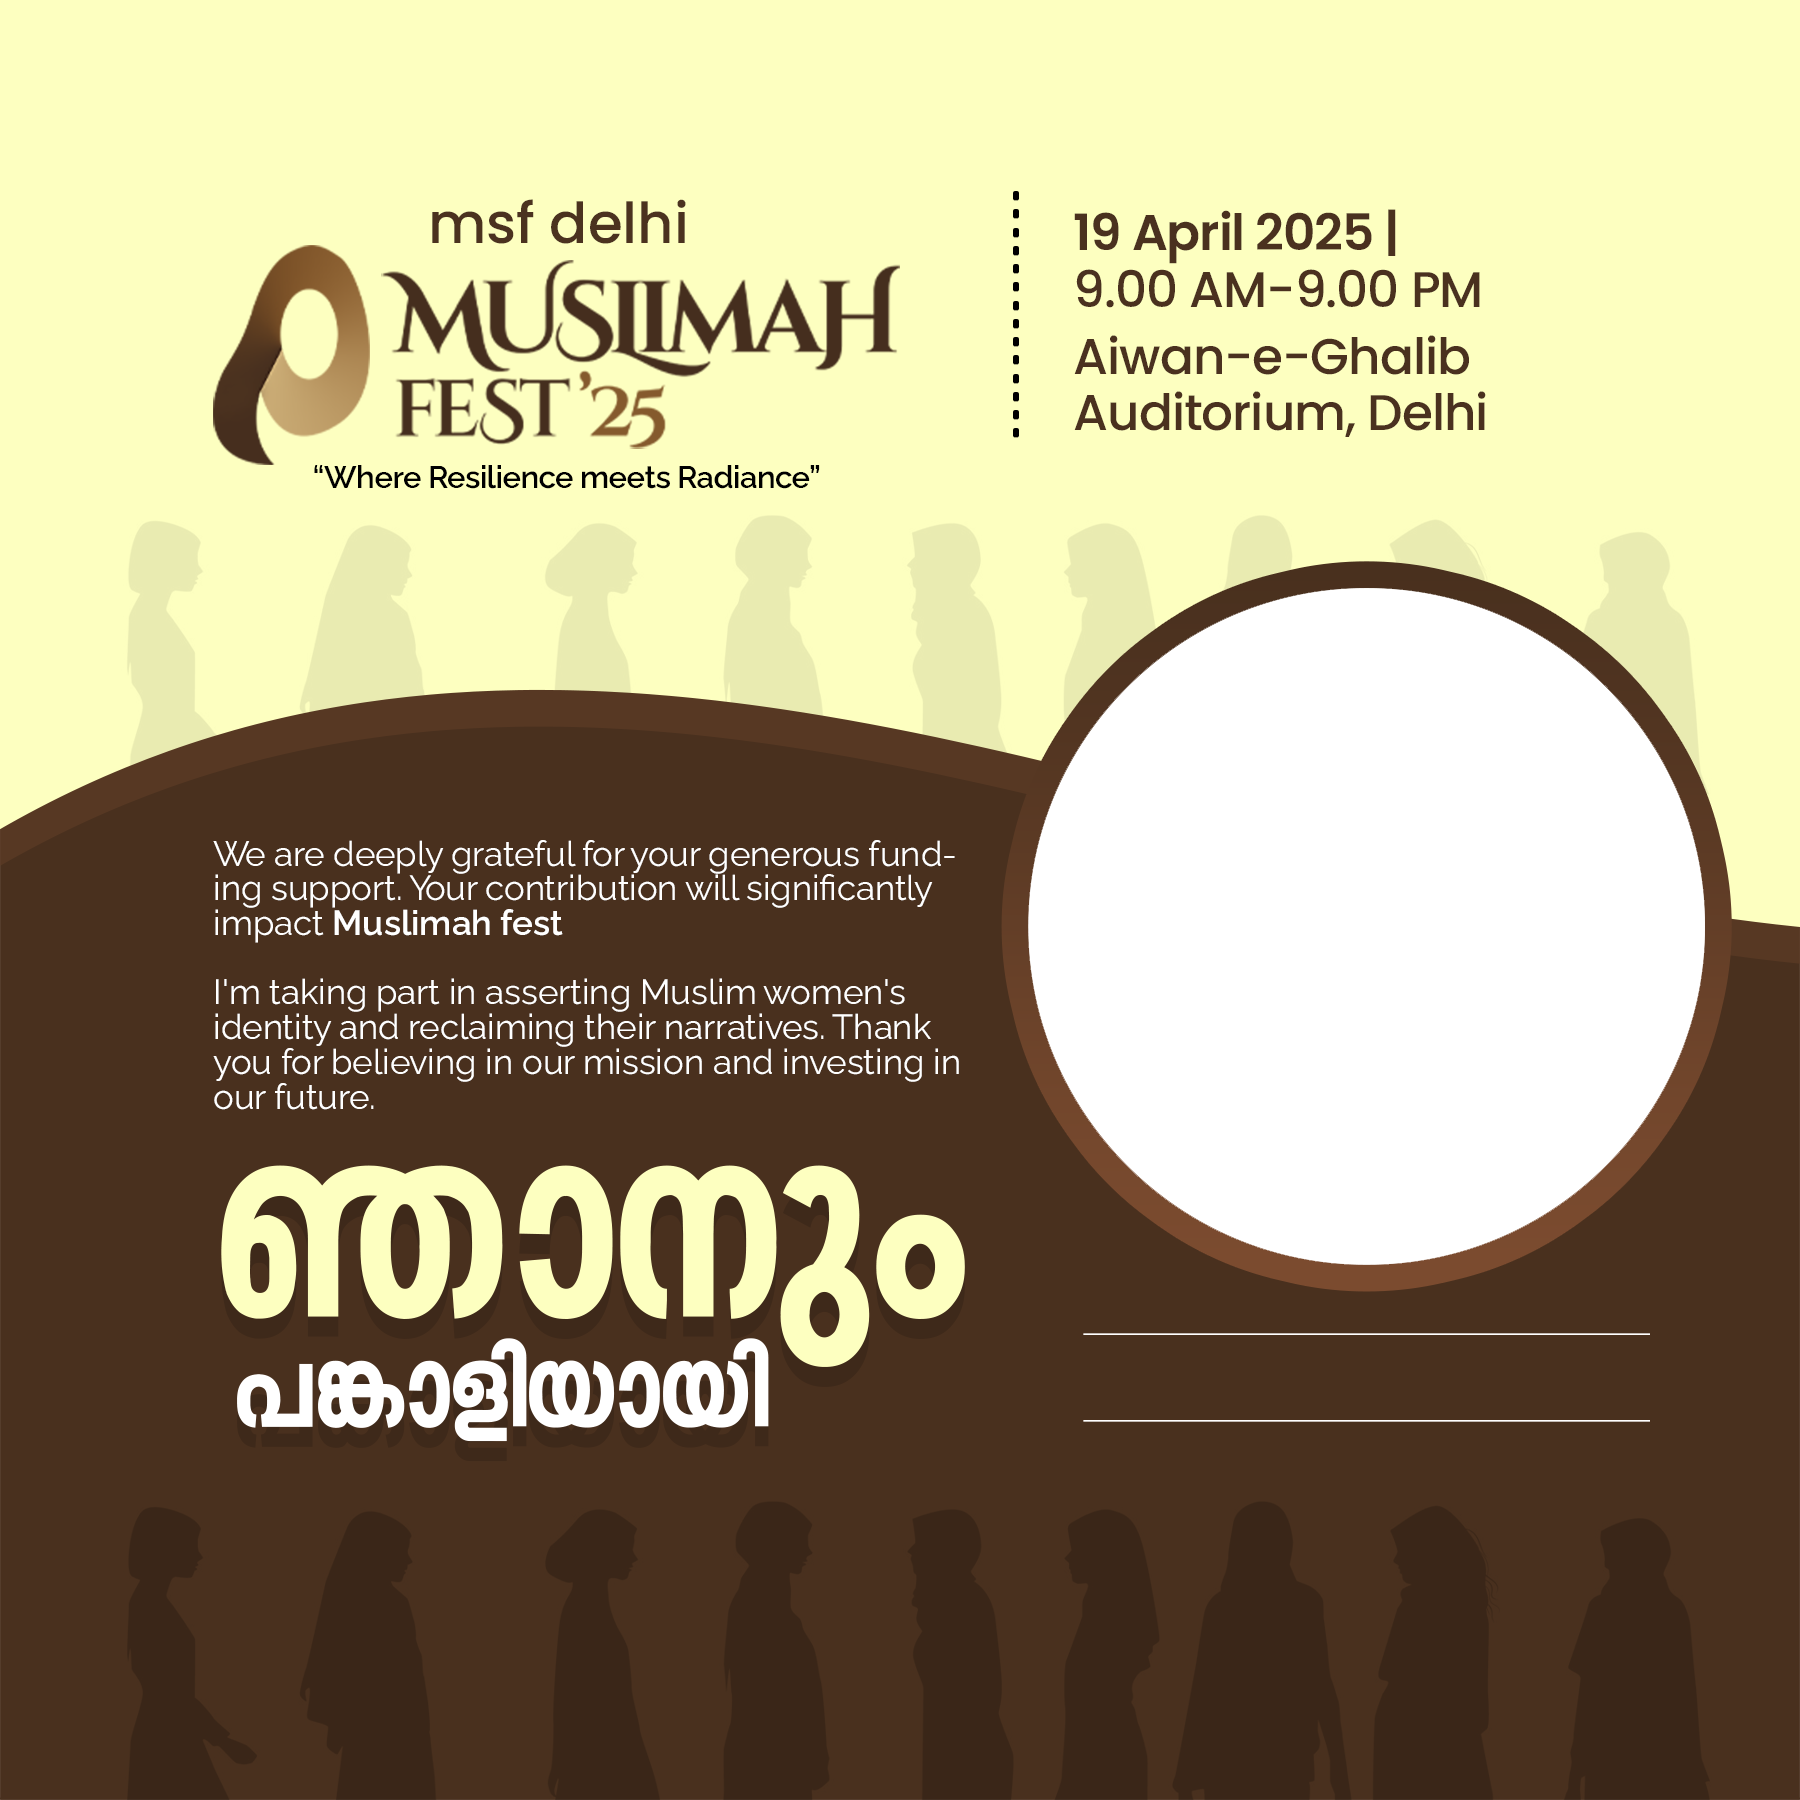 msf delhi
MUSLIMAH
FEST '25
“Where Resilience meets Radiance”
19 April 2025 |
9.00 AM-9.00 PM
Aiwan-e-Ghalib
Auditorium, Delhi
We are deeply grateful for your generous fund-
ing support. Your contribution will significantly
impact Muslimah fest
I'm taking part in asserting Muslim women's
identity and reclaiming their narratives. Thank
you for believing in our mission and investing in
our future.
ഞാനും
പങ്കാളിയായി